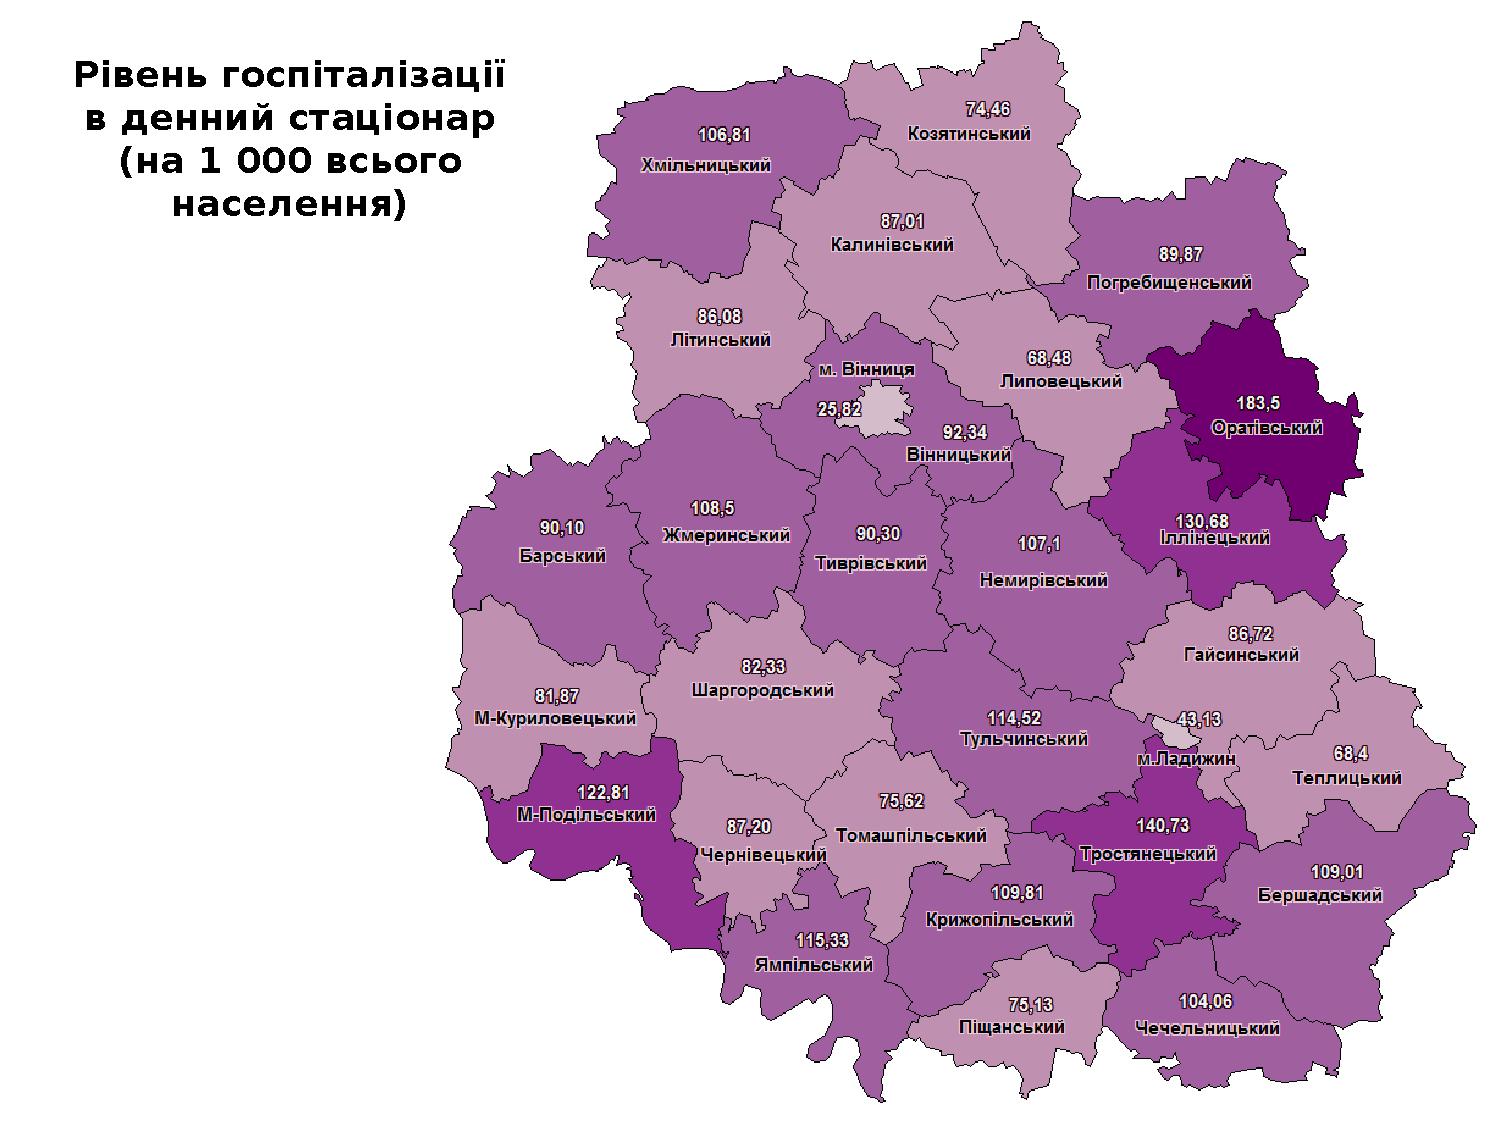 Рівень госпіталізації
в денний стаціонар
(на 1 000 всього
населення)
74,46
Козятинський
106,81
Хмільницький
87,01
Калинівський
89,87
Погребищенський
86,08
Літинський
68,48
Липовецький
м. Вінниця
25,82
92,34
Вінницький
183,5
Оратівський
130,68
Іллінецький
90,10
Барський
108,5
Жмеринський
90,30
Тиврівський
107,1
Немирівський
86,72
Гайсинський
81,87
М-Куриловецький
82,33
Шаргородський
114,52
Тульчинський
43,13
м.Ладижин
68,4
Теплицький
122,81
М-Подільський
87,20
Чернівецький
75,62
Томашпільський
140,73
Тростянецький
109,01
Бершадський
109,81
Крижопільський
115,33
Ямпільський
75,13
Піщанський
104,06
Чечельницький